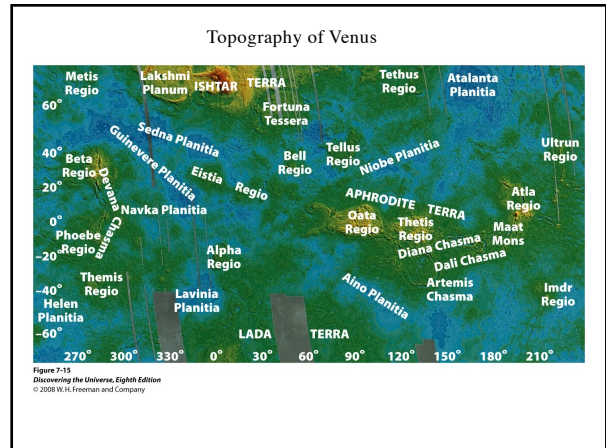 Topography of Venus
Metis
Regio
Lakshmi
Planum
ISHTAR
TERRA
Tethus
Regio
Atalanta
Planitia
60°
Fortuna
Tessera
Sedna Planitia
Guinevere Planitia
Ultrun
Regio
40°
Beta
Regio
Bell
Regio
Tellus
Regio
Niobe Planitia
Devana Chasma
Eistia Regio
20°
APHRODITE TERRA
Atla
Regio
Navka Planitia
Oata
Regio
Thetis
Regio
0°
Maat
Mons
Phoebe
Regio
Diana Chasma
-20°
Alpha
Regio
Dali Chasma
Themis
Regio
Artemis
Chasma
Aino Planitia
Imdr
Regio
-40°
Lavinia
Planitia
Helen
Planitia
-60°
LADA TERRA
270° 300° 330° 0° 30° 60° 90° 120° 150° 180° 210°
Figure 7-15
Discovering the Universe, Eighth Edition
© 2008 W. H. Freeman and Company